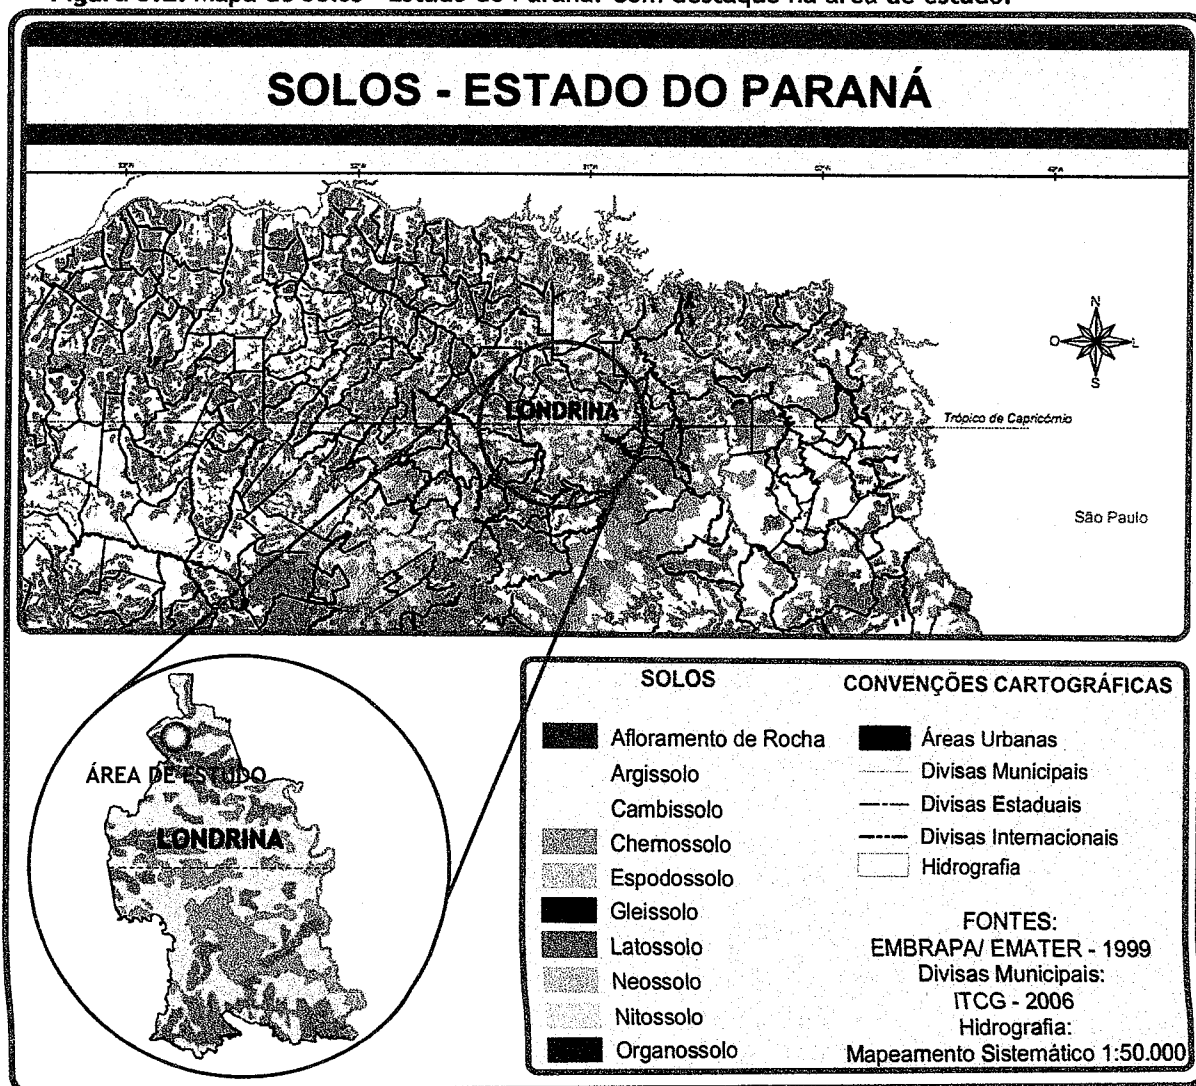 SOLOS - ESTADO DO PARANÁ
LONDRINA
N
O
L
S
Trópico de Capricórnio
São Paulo
ÁREA DE ESTUDO
LONDRINA
SOLOS
Afloramento de Rocha
Argissolo
Cambissolo
Chernossolo
Espodossolo
Gleissolo
Latossolo
Neossolo
Nitossolo
Organossolo
CONVENÇÕES CARTOGRÁFICAS
Áreas Urbanas
Divisas Municipais
Divisas Estaduais
Divisas Internacionais
Hidrografia
FONTES:
EMBRAPA/ EMATER - 1999
Divisas Municipais:
ITCG - 2006
Hidrografia:
Mapeamento Sistemático 1:50.000